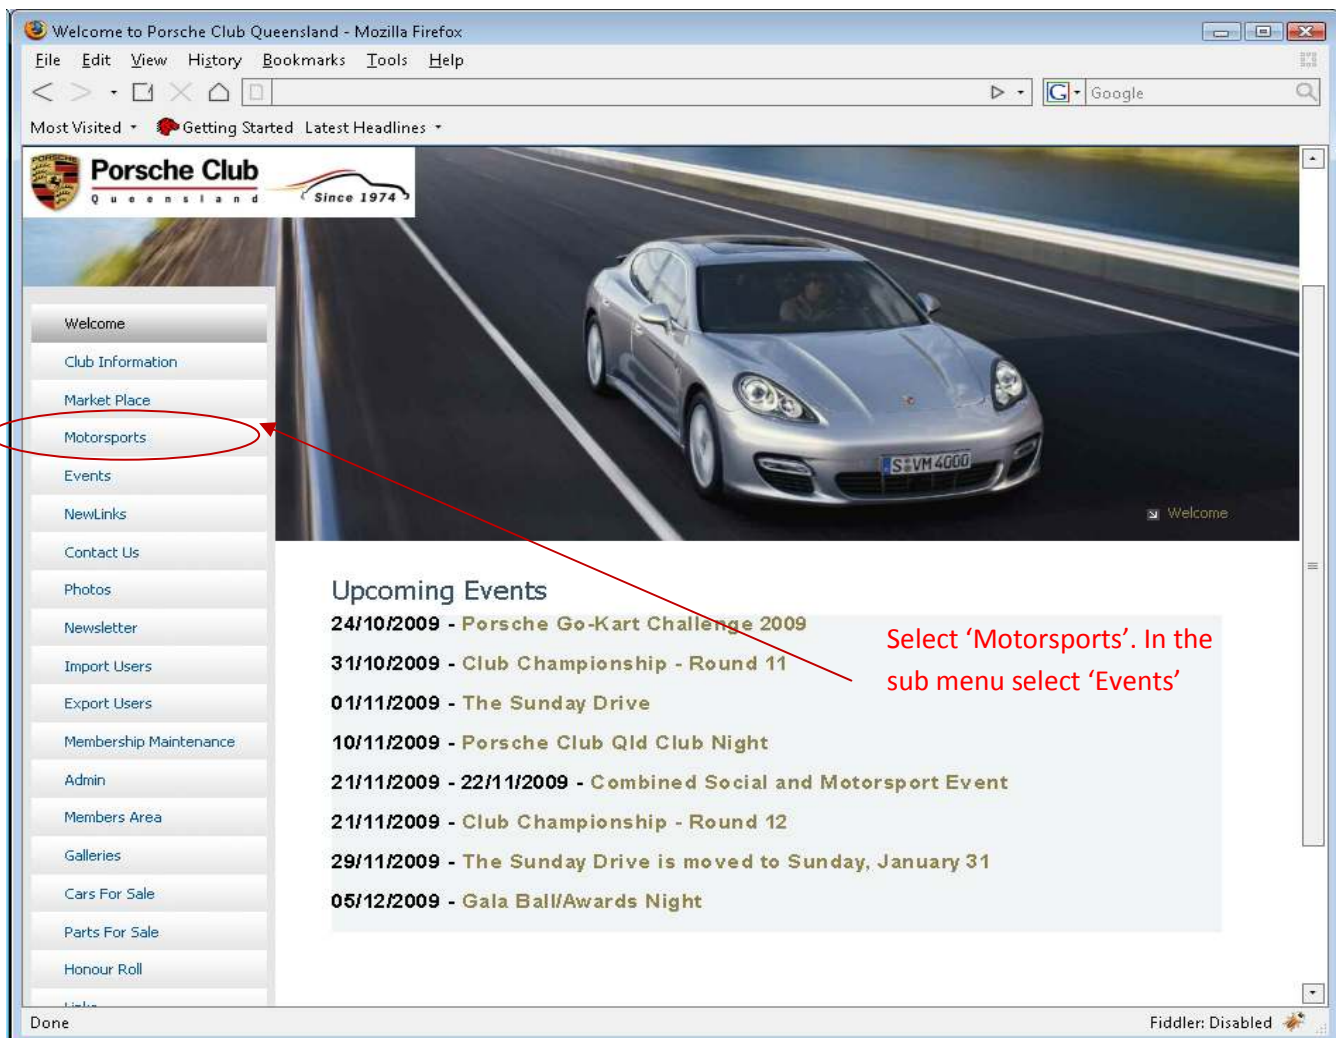 Welcome to Porsche Club Queensland - Mozilla Firefox
File Edit View History Bookmarks Tools Help
Google
Most Visited Getting Started Latest Headlines
PORSCHE
Porsche Club
Queensland
Since 1974
Welcome
Club Information
Market Place
Motorsports
Events
NewLinks
Contact Us
Photos
Newsletter
Import Users
Export Users
Membership Maintenance
Admin
Members Area
Galleries
Cars For Sale
Parts For Sale
Honour Roll
Links
S VM 4000
Welcome
Upcoming Events
24/10/2009 - Porsche Go-Kart Challenge 2009
31/10/2009 - Club Championship - Round 11
01/11/2009 - The Sunday Drive
10/11/2009 - Porsche Club Qld Club Night
21/11/2009 - 22/11/2009 - Combined Social and Motorsport Event
21/11/2009 - Club Championship - Round 12
29/11/2009 - The Sunday Drive is moved to Sunday, January 31
05/12/2009 - Gala Ball/Awards Night
Select ‘Motorsports’. In the
sub menu select ‘Events’
Done
Fiddler: Disabled